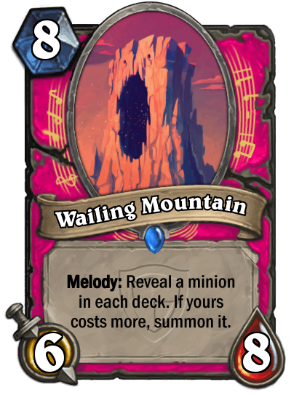 8
Wailing Mountain
Melody: Reveal a minion
in each deck. If yours
costs more, summon it.
6
8